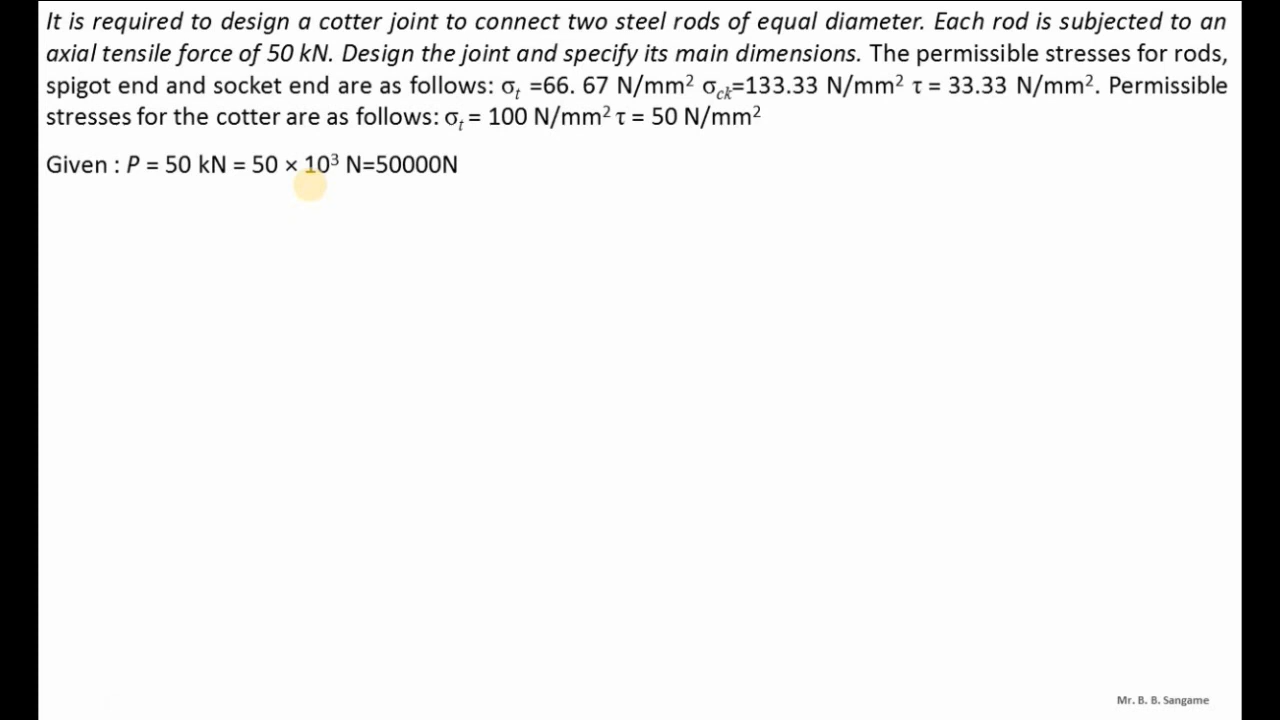 It is required to design a cotter joint to connect two steel rods of equal diameter. Each rod is subjected to an
axial tensile force of 50 kN. Design the joint and specify its main dimensions. The permissible stresses for rods,
spigot end and socket end are as follows: σₜ =66. 67 N/mm² σck=133.33 N/mm² τ = 33.33 N/mm². Permissible
stresses for the cotter are as follows: σₜ = 100 N/mm² τ = 50 N/mm²
Given : P = 50 kN = 50 × 10³ N=50000N
Mr. B. B. Sangame